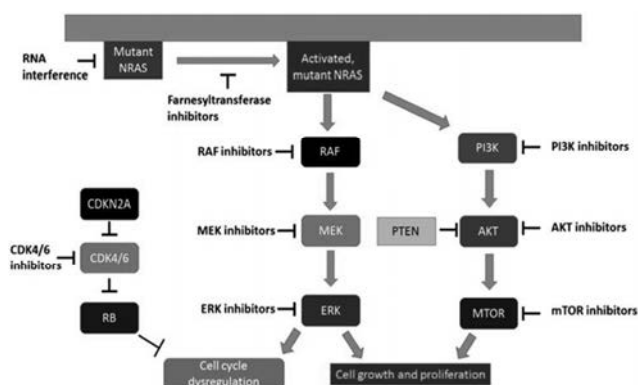 RNA
interference
Mutant
NRAS
Activated,
mutant NRAS
Farnesyltransferase
inhibitors
RAF inhibitors
RAF
PI3K
PI3K inhibitors
CDKN2A
MEK inhibitors
MEK
PTEN
AKT
AKT inhibitors
CDK4/6
inhibitors
CDK4/6
ERK inhibitors
ERK
MTOR
mTOR inhibitors
RB
Cell cycle
dysregulation
Cell growth and proliferation